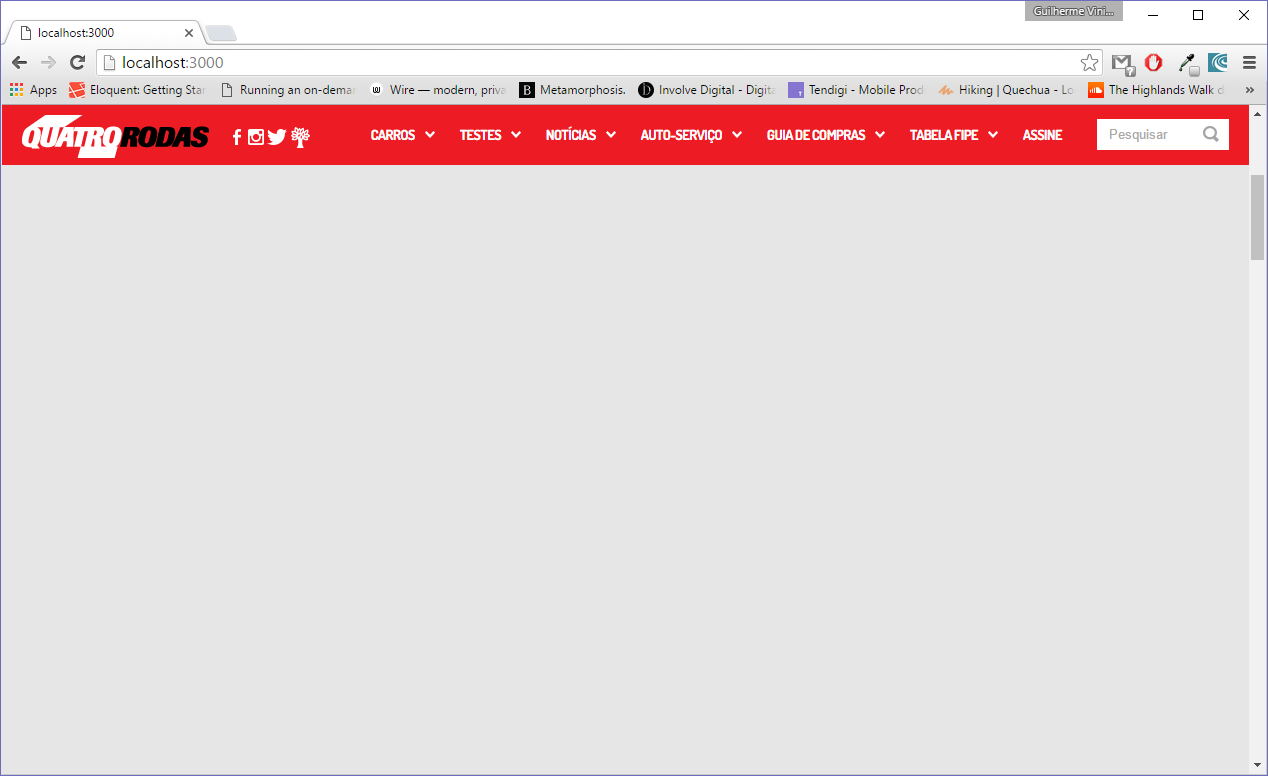 Guilherme Vini...
localhost:3000
localhost:3000
Apps Eloquent: Getting Star Running an on-demar Wire — modern, priva Metamorphosis. Involve Digital - Digita Tendigi - Mobile Prod Hiking | Quechua - Lo The Highlands Walk d »
QUATRO RODAS CARROS TESTES NOTÍCIAS AUTO-SERVIÇO GUIA DE COMPRAS TABELA FIPE ASSINE Pesquisar